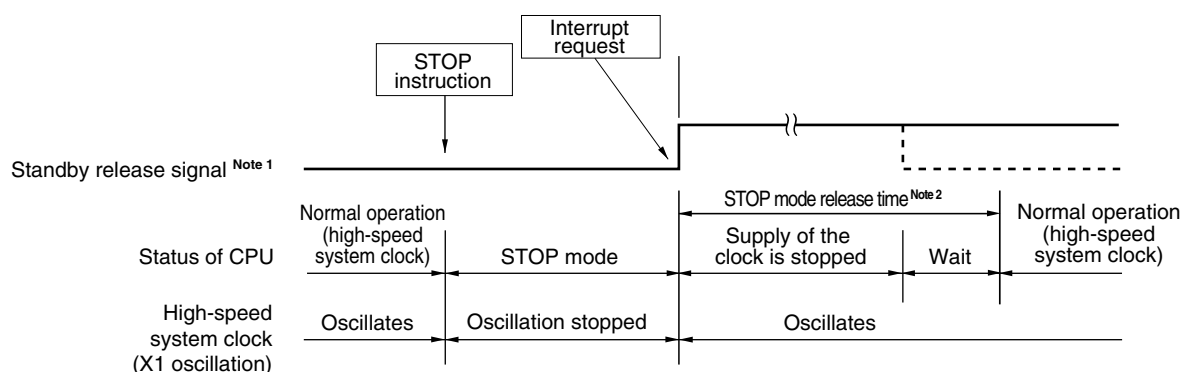 Interrupt
request
STOP
instruction
Standby release signal Note 1
STOP mode release time Note 2
Status of CPU
Normal operation
(high-speed
system clock)
STOP mode
Supply of the
clock is stopped
Wait
Normal operation
(high-speed
system clock)
High-speed
system clock
(X1 oscillation)
Oscillates
Oscillation stopped
Oscillates